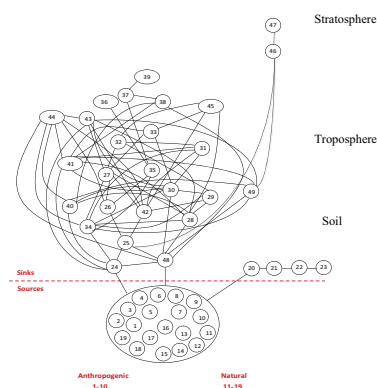 47
Stratosphere
46
39
37
36
38
45
44
43
33
32
31
Troposphere
41
35
27
30
49
29
40
26
42
28
34
Soil
25
48
24
20 21 22 23
Sinks
Sources
4 6 8 9
3 5 7 10
2 1 16 11
19 17 13 12
18 15 14
Anthropogenic
1-10
Natural
11-19